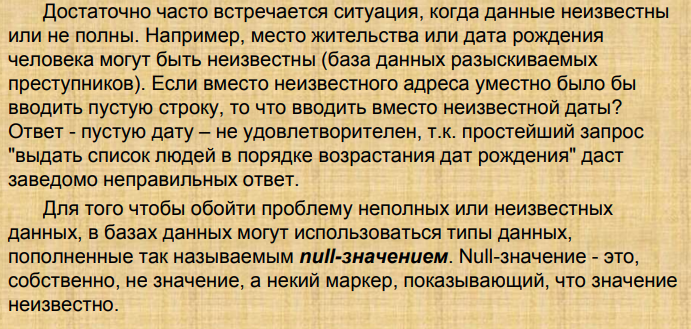 Достаточно часто встречается ситуация, когда данные неизвестны
или не полны. Например, место жительства или дата рождения
человека могут быть неизвестны (база данных разыскиваемых
преступников). Если вместо неизвестного адреса уместно было бы
вводить пустую строку, то что вводить вместо неизвестной даты?
Ответ - пустую дату – не удовлетворителен, т.к. простейший запрос
"выдать список людей в порядке возрастания дат рождения" даст
заведомо неправильных ответ.
Для того чтобы обойти проблему неполных или неизвестных
данных, в базах данных могут использоваться типы данных,
пополненные так называемым null-значением. Null-значение - это,
собственно, не значение, а некий маркер, показывающий, что значение
неизвестно.